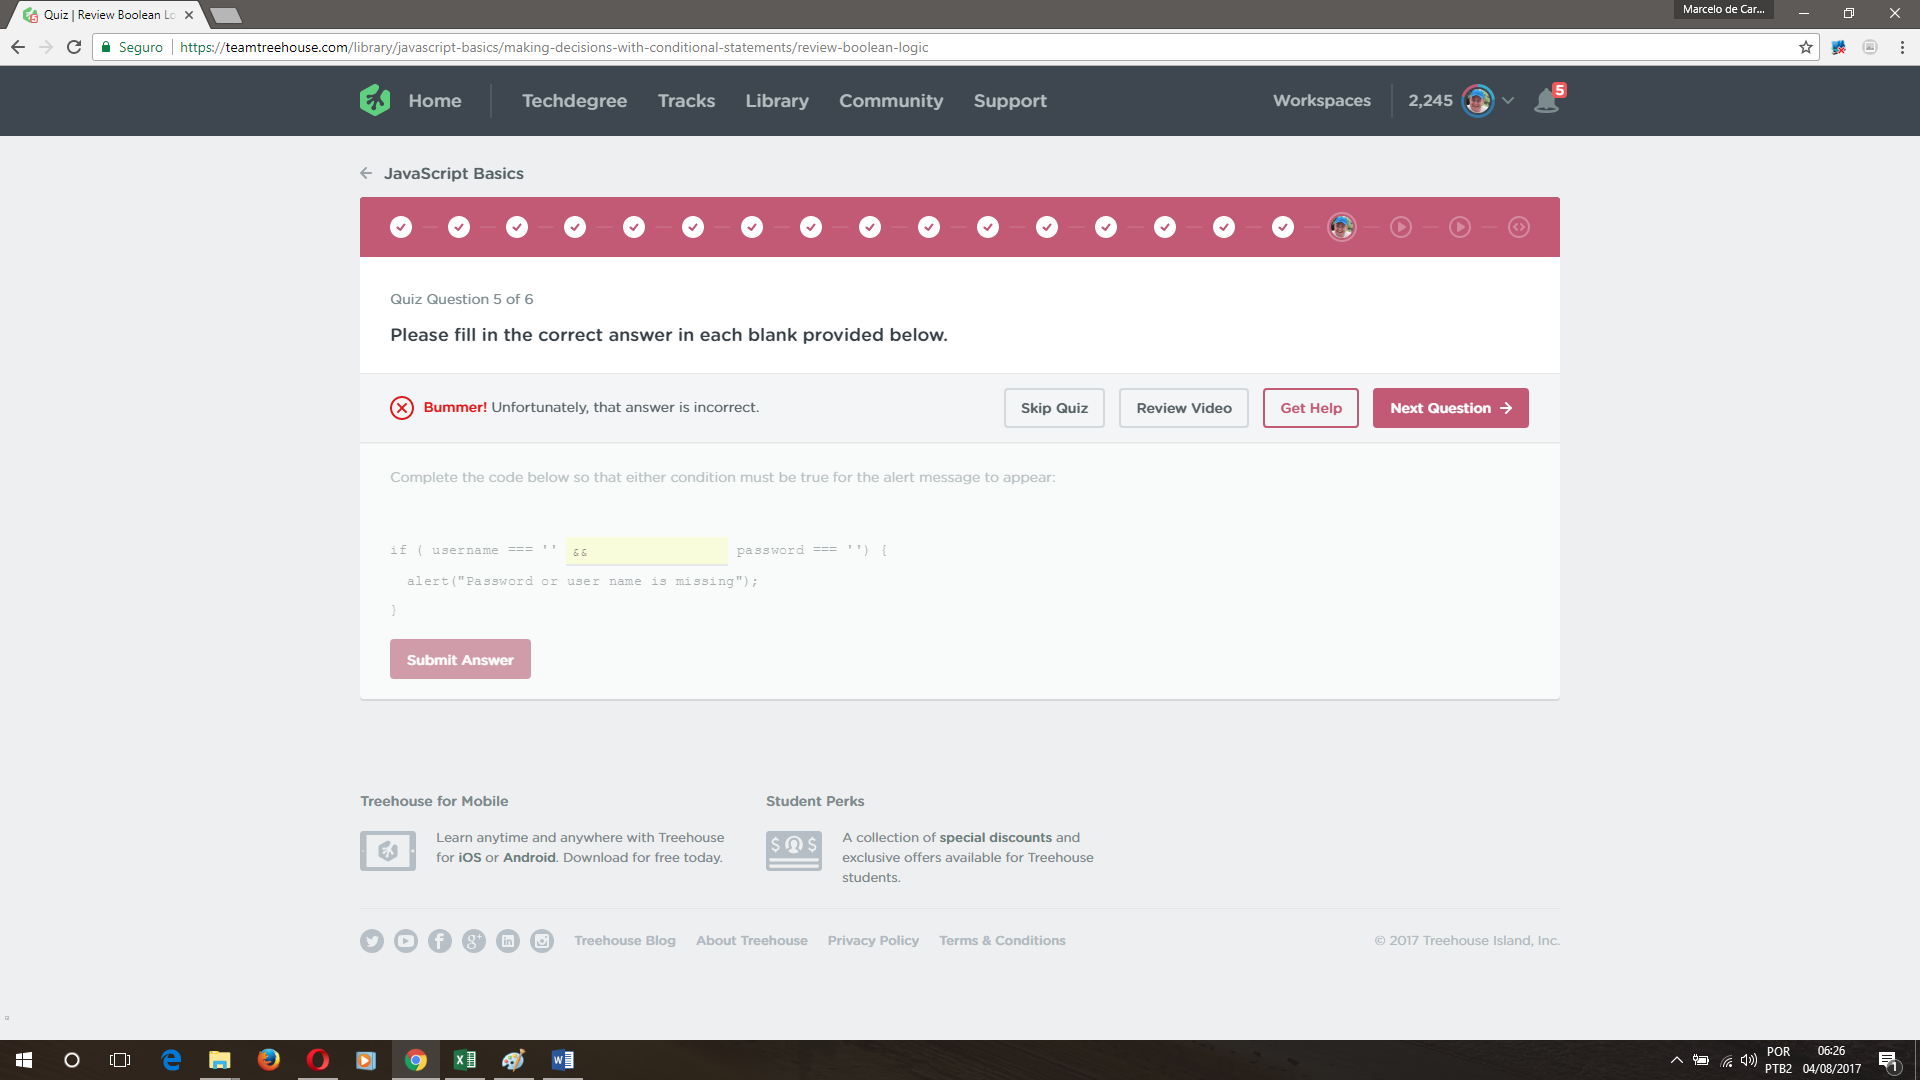 Quiz | Review Boolean Lo
Marcelo de Car...
Seguro
https://teamtreehouse.com/library/javascript-basics/making-decisions-with-conditional-statements/review-boolean-logic
Home Techdegree Tracks Library Community Support Workspaces 2,245 5
JavaScript Basics
Quiz Question 5 of 6
Please fill in the correct answer in each blank provided below.
Bummer! Unfortunately, that answer is incorrect.
Skip Quiz Review Video Get Help Next Question
Complete the code below so that either condition must be true for the alert message to appear:
if ( username === '' && password === '') {
alert("Password or user name is missing");
}
Submit Answer
Treehouse for Mobile
Learn anytime and anywhere with Treehouse
for iOS or Android. Download for free today.
Student Perks
A collection of special discounts and
exclusive offers available for Treehouse
students.
Treehouse Blog About Treehouse Privacy Policy Terms & Conditions
© 2017 Treehouse Island, Inc.
POR 06:26
PTB2 04/08/2017 1